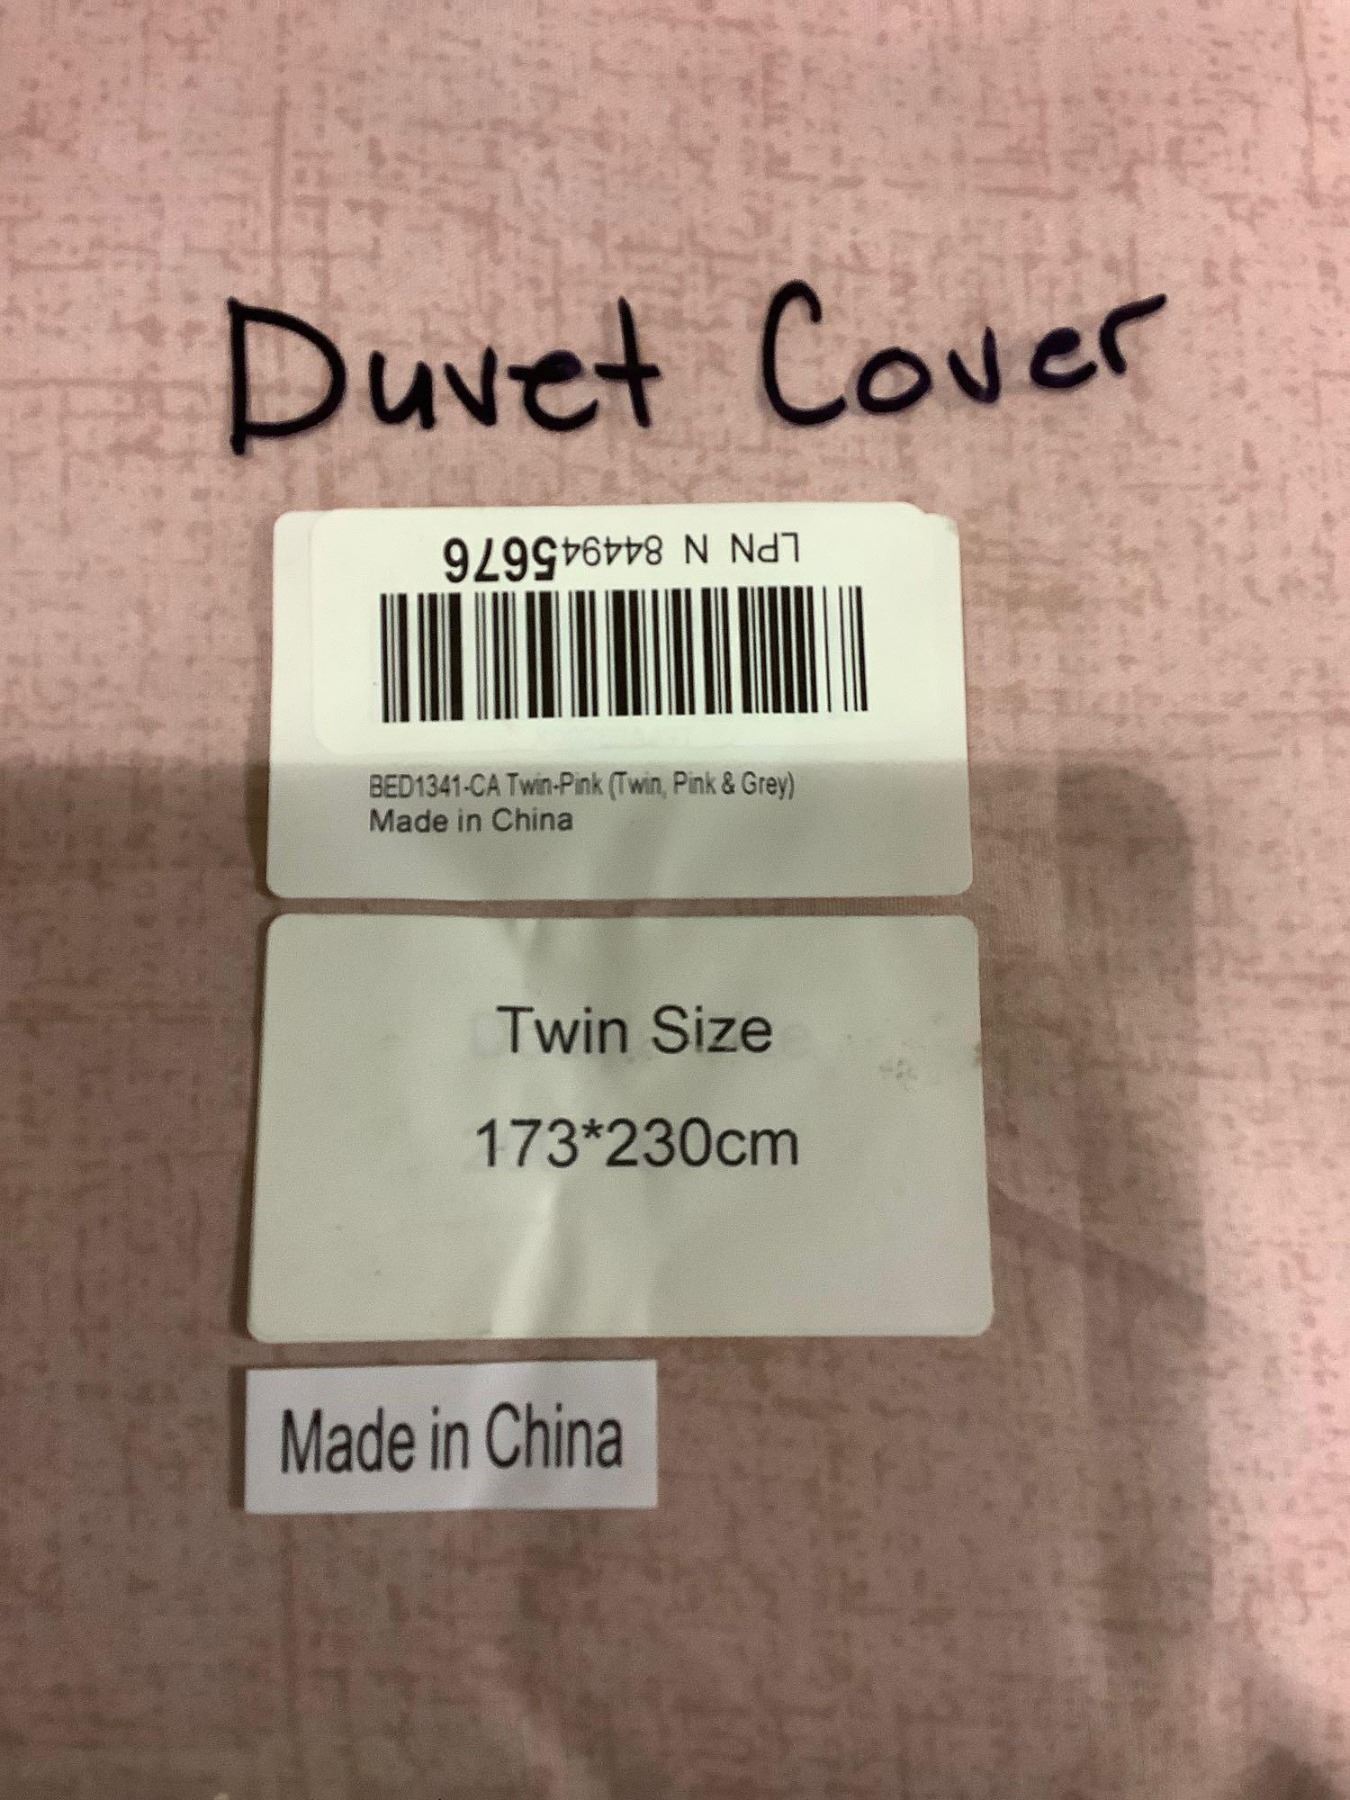 Duvet Cover
LPN N 844945676
BED1341-CA Twin-Pink (Twin, Pink & Grey)
Made in China
Twin Size
173*230cm
Made in China